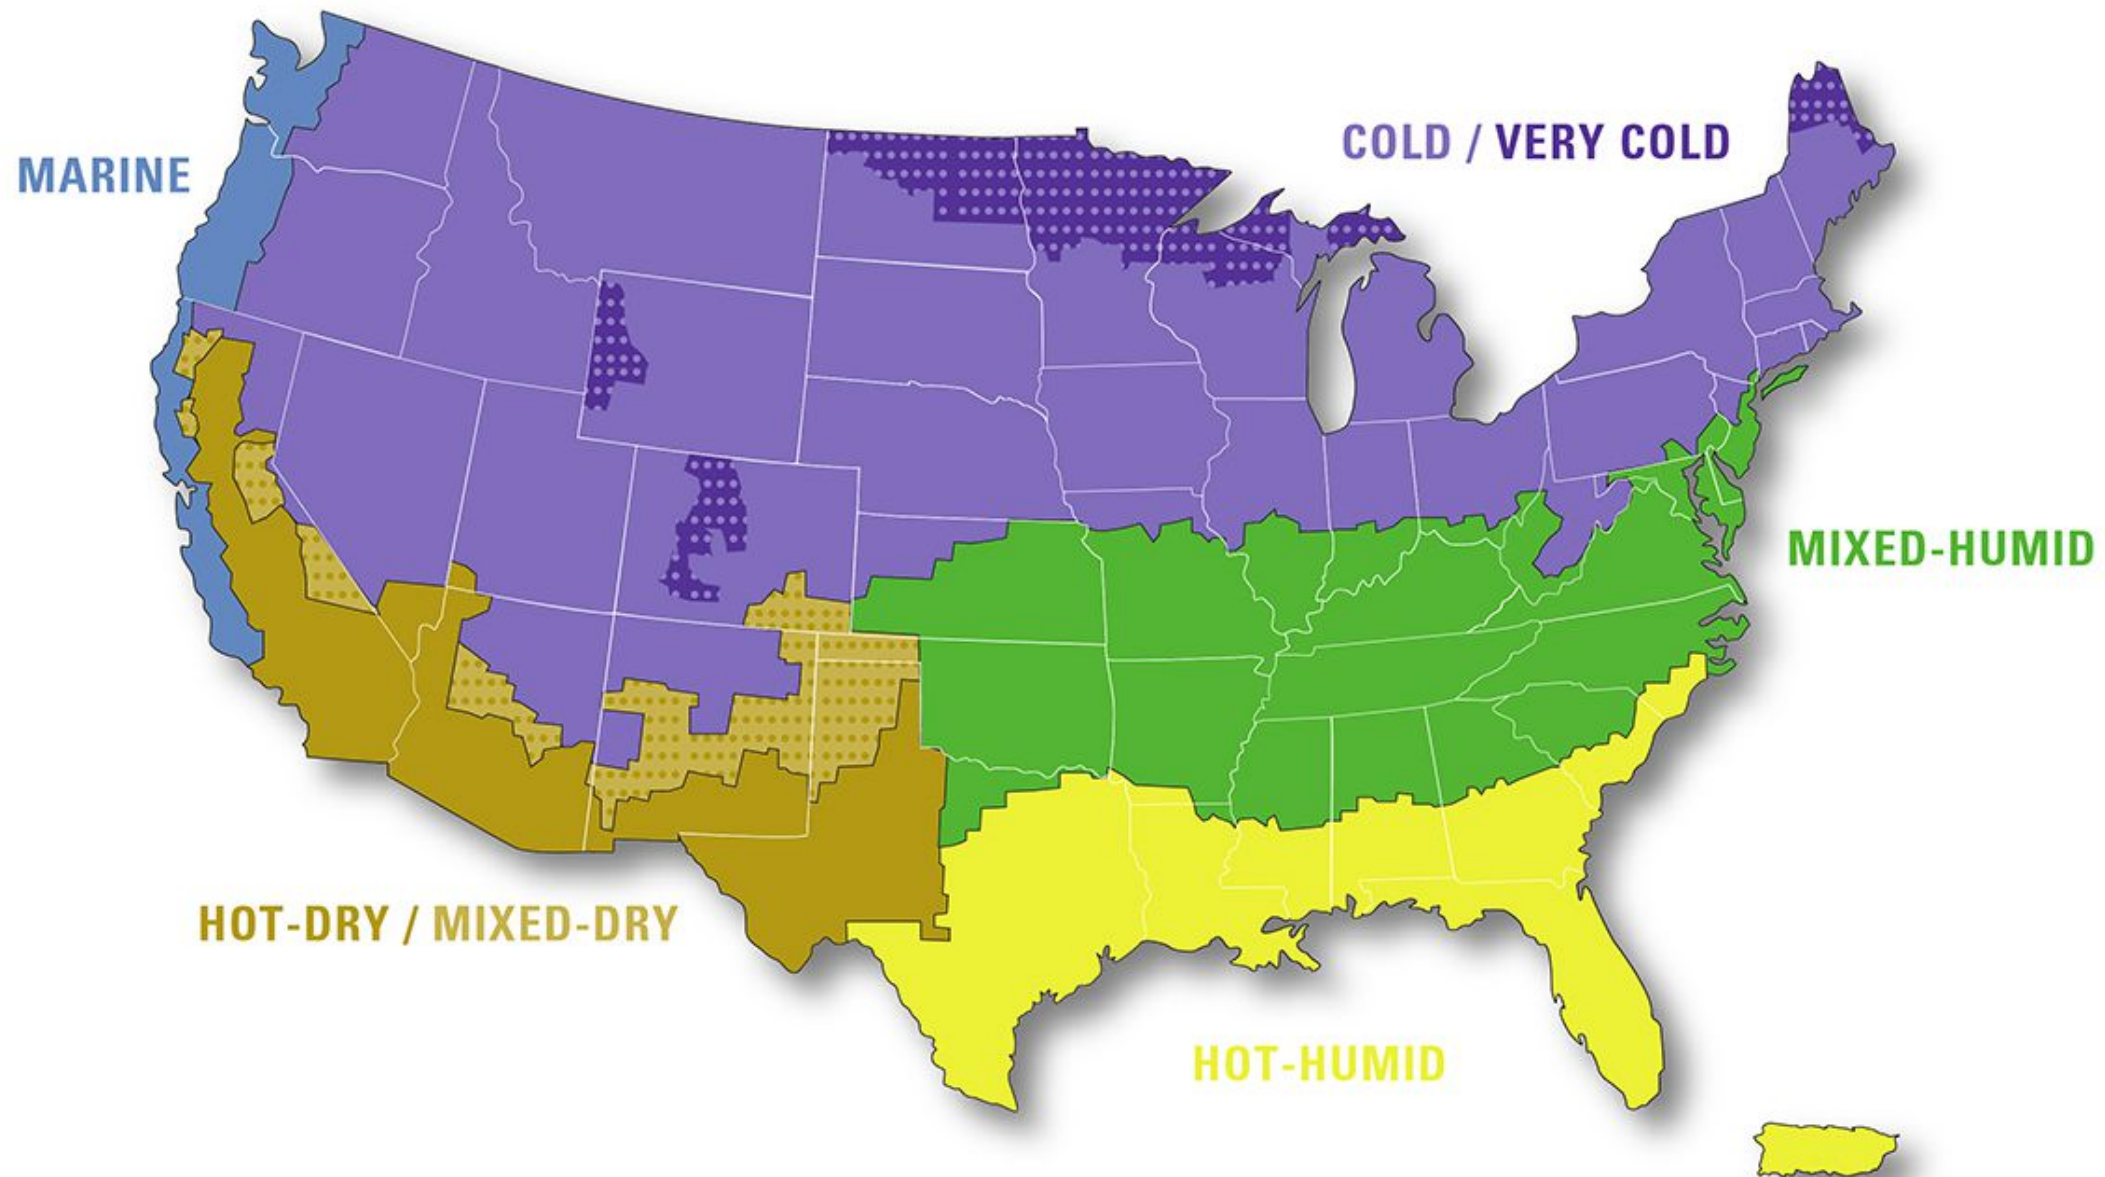 COLD / VERY COLD
MARINE
MIXED-HUMID
HOT-DRY / MIXED-DRY
HOT-HUMID